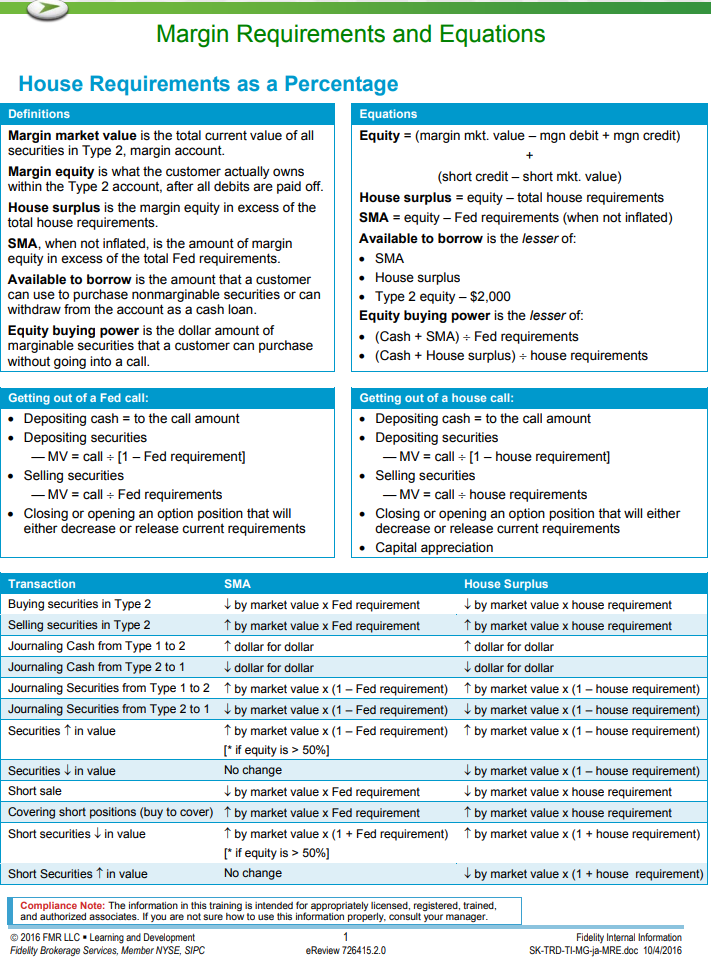 Margin Requirements and Equations
House Requirements as a Percentage
Definitions
Margin market value is the total current value of all
securities in Type 2, margin account.
Margin equity is what the customer actually owns
within the Type 2 account, after all debits are paid off.
House surplus is the margin equity in excess of the
total house requirements.
SMA, when not inflated, is the amount of margin
equity in excess of the total Fed requirements.
Available to borrow is the amount that a customer
can use to purchase nonmarginable securities or can
withdraw from the account as a cash loan.
Equity buying power is the dollar amount of
marginable securities that a customer can purchase
without going into a call.
Equations
Equity = (margin mkt. value – mgn debit + mgn credit)
+
(short credit – short mkt. value)
House surplus = equity – total house requirements
SMA = equity – Fed requirements (when not inflated)
Available to borrow is the lesser of:
• SMA
• House surplus
• Type 2 equity – $2,000
Equity buying power is the lesser of:
• (Cash + SMA) ÷ Fed requirements
• (Cash + House surplus) ÷ house requirements
Getting out of a Fed call:
• Depositing cash = to the call amount
• Depositing securities
— MV = call ÷ [1 – Fed requirement]
• Selling securities
— MV = call ÷ Fed requirements
• Closing or opening an option position that will
either decrease or release current requirements
Getting out of a house call:
• Depositing cash = to the call amount
• Depositing securities
— MV = call ÷ [1 – house requirement]
• Selling securities
— MV = call ÷ house requirements
• Closing or opening an option position that will either
decrease or release current requirements
• Capital appreciation
Transaction SMA House Surplus
Buying securities in Type 2 ↓ by market value x Fed requirement ↓ by market value x house requirement
Selling securities in Type 2 ↑ by market value x Fed requirement ↑ by market value x house requirement
Journaling Cash from Type 1 to 2 ↑ dollar for dollar ↑ dollar for dollar
Journaling Cash from Type 2 to 1 ↓ dollar for dollar ↓ dollar for dollar
Journaling Securities from Type 1 to 2 ↑ by market value x (1 – Fed requirement) ↑ by market value x (1 – house requirement)
Journaling Securities from Type 2 to 1 ↓ by market value x (1 – Fed requirement) ↓ by market value x (1 – house requirement)
Securities ↑ in value ↑ by market value x (1 – Fed requirement) ↑ by market value x (1 – house requirement)
[* if equity is > 50%]
Securities ↓ in value No change ↓ by market value x (1 – house requirement)
Short sale ↓ by market value x Fed requirement ↓ by market value x house requirement
Covering short positions (buy to cover) ↑ by market value x Fed requirement ↑ by market value x house requirement
Short securities ↓ in value ↑ by market value x (1 + Fed requirement) ↑ by market value x (1 + house requirement)
[* if equity is > 50%]
Short Securities ↑ in value No change ↓ by market value x (1 + house requirement)
Compliance Note: The information in this training is intended for appropriately licensed, registered, trained,
and authorized associates. If you are not sure how to use this information properly, consult your manager.
© 2016 FMR LLC ▪ Learning and Development 1 Fidelity Internal Information
Fidelity Brokerage Services, Member NYSE, SIPC eReview 726415.2.0 SK-TRD-TI-MG-ja-MRE.doc 10/4/2016